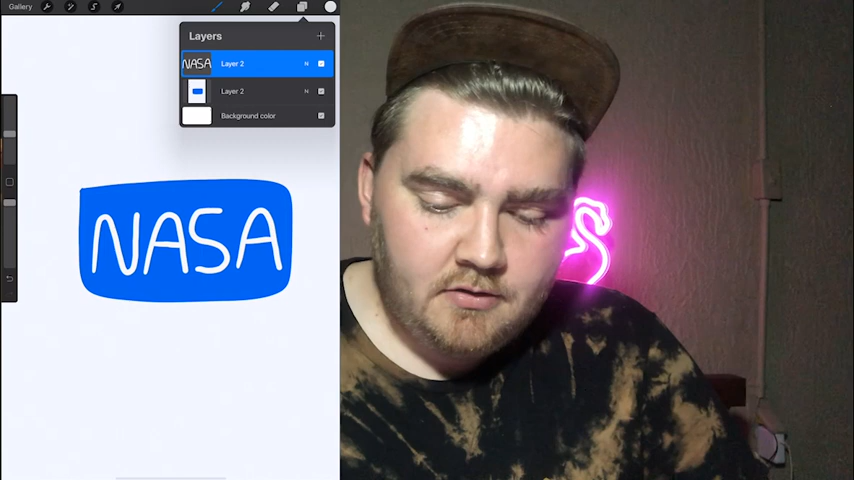 Gallery
Layers
NASA Layer 2 N
Layer 2 N
Background color
NASA
S